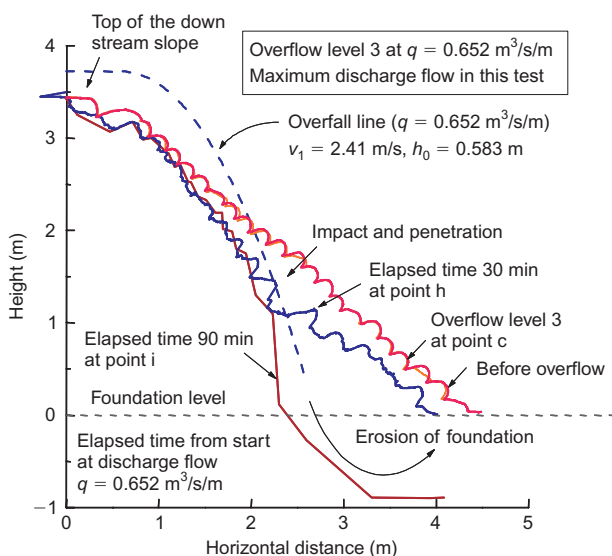 Top of the down
stream slope
Overflow level 3 at q = 0.652 m³/s/m
Maximum discharge flow in this test
Overfall line (q = 0.652 m³/s/m)
v₁ = 2.41 m/s, h₀ = 0.583 m
Impact and penetration
Elapsed time 30 min
at point h
Elapsed time 90 min
at point i
Overflow level 3
at point c
Before overflow
Foundation level
Erosion of foundation
Elapsed time from start
at discharge flow
q = 0.652 m³/s/m
Height (m)
4
3
2
1
0
−1
0
1
2
3
4
5
Horizontal distance (m)